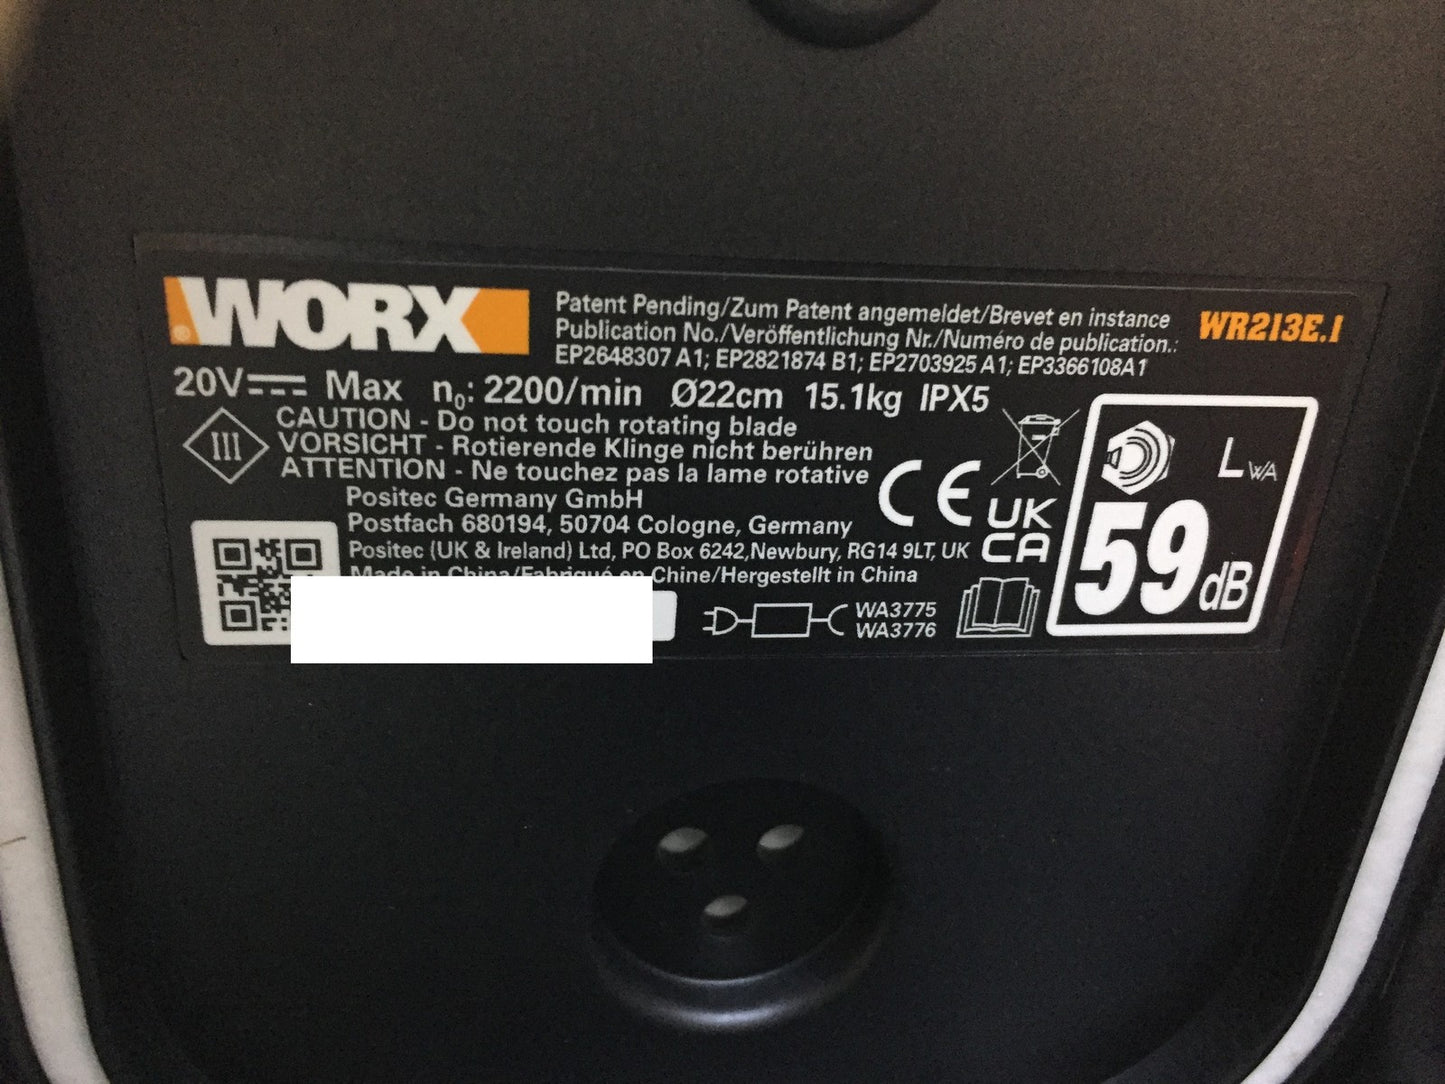 WORX
Patent Pending/Zum Patent angemeldet/Brevet en instance
WR213E.1
Publication No./Veröffentlichung Nr./Numéro de publication.:
EP2648307 A1; EP2821874 B1; EP2703925 A1; EP3366108A1
20V Max n0: 2200/min Ø22cm 15.1kg IPX5
III
CAUTION - Do not touch rotating blade
VORSICHT - Rotierende Klinge nicht berühren
ATTENTION - Ne touchez pas la lame rotative
Positec Germany GmbH
Postfach 680194, 50704 Cologne, Germany
Positec (UK & Ireland) Ltd, PO Box 6242,Newbury, RG14 9LT, UK
Made in China/Fabriqué en Chine/Hergestellt in China
CE
UK
CA
WA3775
WA3776
LWA
59dB